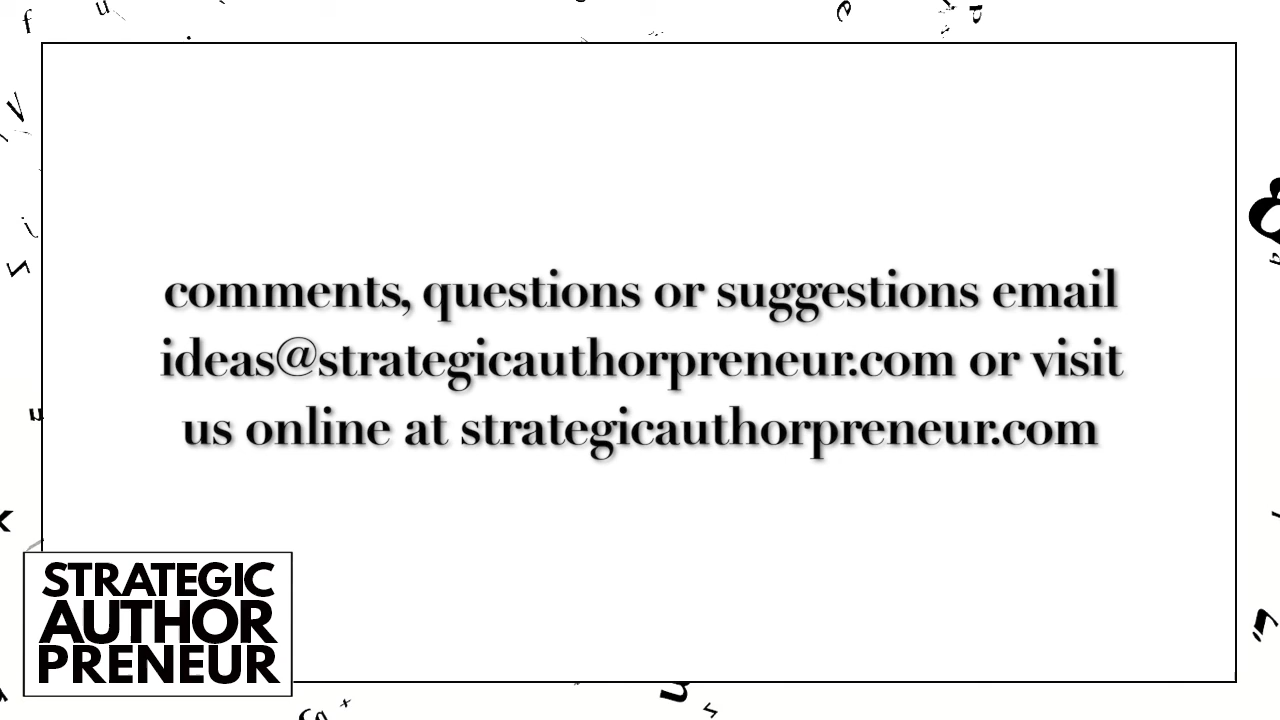 comments, questions or suggestions email
ideas@strategicauthorpreneur.com or visit
us online at strategicauthorpreneur.com
STRATEGIC
AUTHOR
PRENEUR